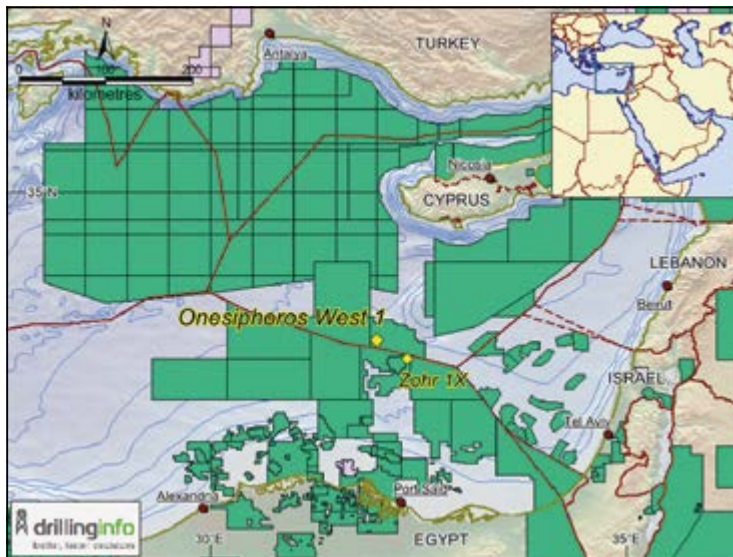 TURKEY
N
Antalya
0 100 200
kilometres
Nicosia
35°N
CYPRUS
LEBANON
Beirut
Onesiphoros West 1
Zohr 1X
ISRAEL
Tel Aviv
Alexandria
Port Said
30°E
35°E
EGYPT
drillinginfo